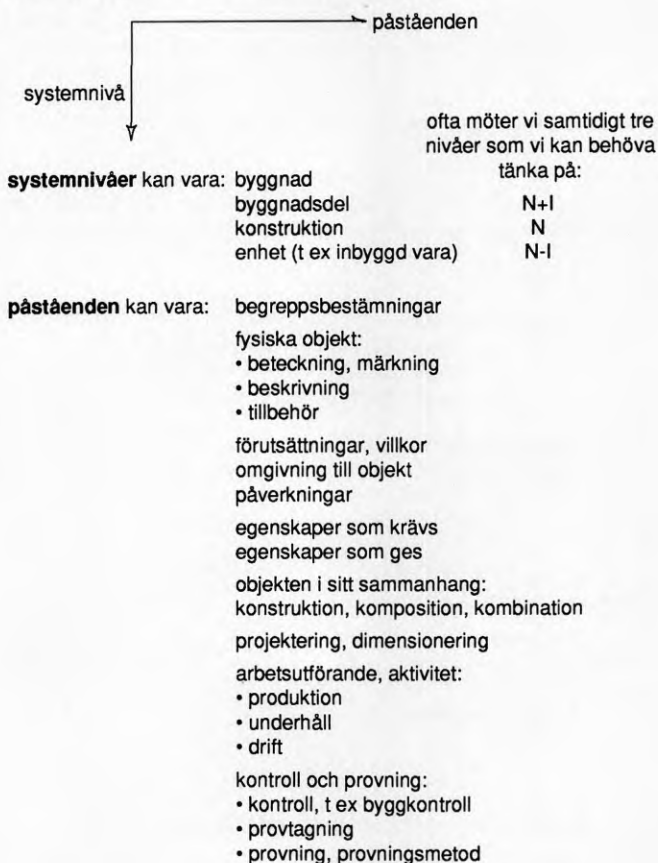 påståenden
systemnivå
ofta möter vi samtidigt tre
nivåer som vi kan behöva
tänka på:
systemnivåer kan vara: byggnad
byggnadsdel N+I
konstruktion N
enhet (t ex inbyggd vara) N-I
påståenden kan vara: begreppsbestämningar
fysiska objekt:
• beteckning, märkning
• beskrivning
• tillbehör
förutsättningar, villkor
omgivning till objekt
påverkningar
egenskaper som krävs
egenskaper som ges
objekten i sitt sammanhang:
konstruktion, komposition, kombination
projektering, dimensionering
arbetsutförande, aktivitet:
• produktion
• underhåll
• drift
kontroll och provning:
• kontroll, t ex byggkontroll
• provtagning
• provning, provningsmetod